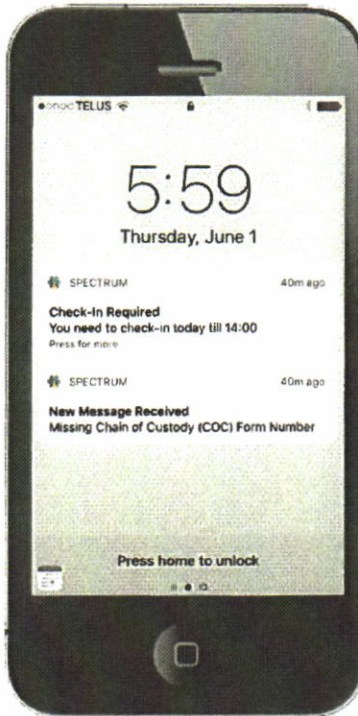 TELUS
5:59
Thursday, June 1
SPECTRUM 40m ago
Check-In Required
You need to check-in today till 14:00
Press for more
SPECTRUM 40m ago
New Message Received
Missing Chain of Custody (COC) Form Number
Press home to unlock